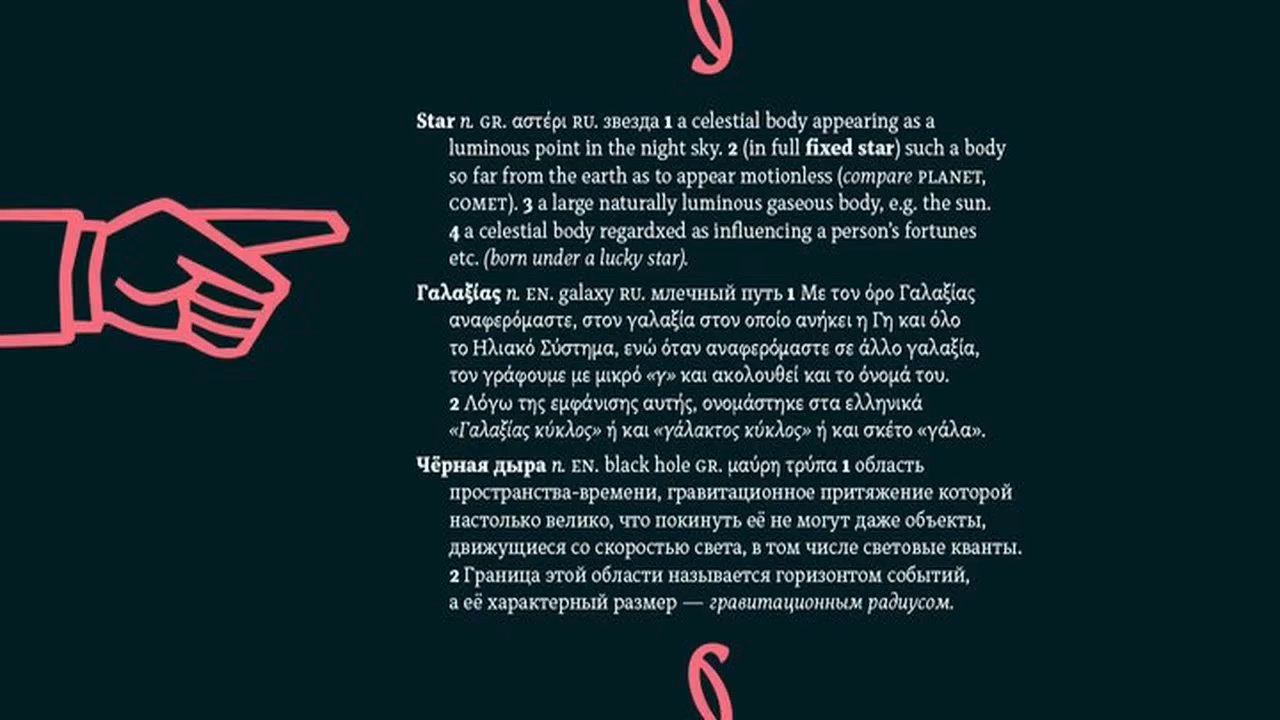 Star n. GR. αστέρι RU. звезда 1 a celestial body appearing as a
luminous point in the night sky. 2 (in full fixed star) such a body
so far from the earth as to appear motionless (compare PLANET,
COMET). 3 a large naturally luminous gaseous body, e.g. the sun.
4 a celestial body regardxed as influencing a person's fortunes
etc. (born under a lucky star).
Γαλαξίας n. EN. galaxy RU. млечный путь 1 Με τον όρο Γαλαξίας
αναφερόμαστε, στον γαλαξία στον οποίο ανήκει η Γη και όλο
το Ηλιακό Σύστημα, ενώ όταν αναφερόμαστε σε άλλο γαλαξία,
τον γράφουμε με μικρό «γ» και ακολουθεί και το όνομά του.
2 Λόγω της εμφάνισης αυτής, ονομάστηκε στα ελληνικά
«Γαλαξίας κύκλος» ή και «γάλακτος κύκλος» ή και σκέτο «γάλα».
Чёрная дыра n. EN. black hole GR. μαύρη τρύπα 1 область
пространства-времени, гравитационное притяжение которой
настолько велико, что покинуть её не могут даже объекты,
движущиеся со скоростью света, в том числе световые кванты.
2 Граница этой области называется горизонтом событий,
а её характерный размер — гравитационным радиусом.